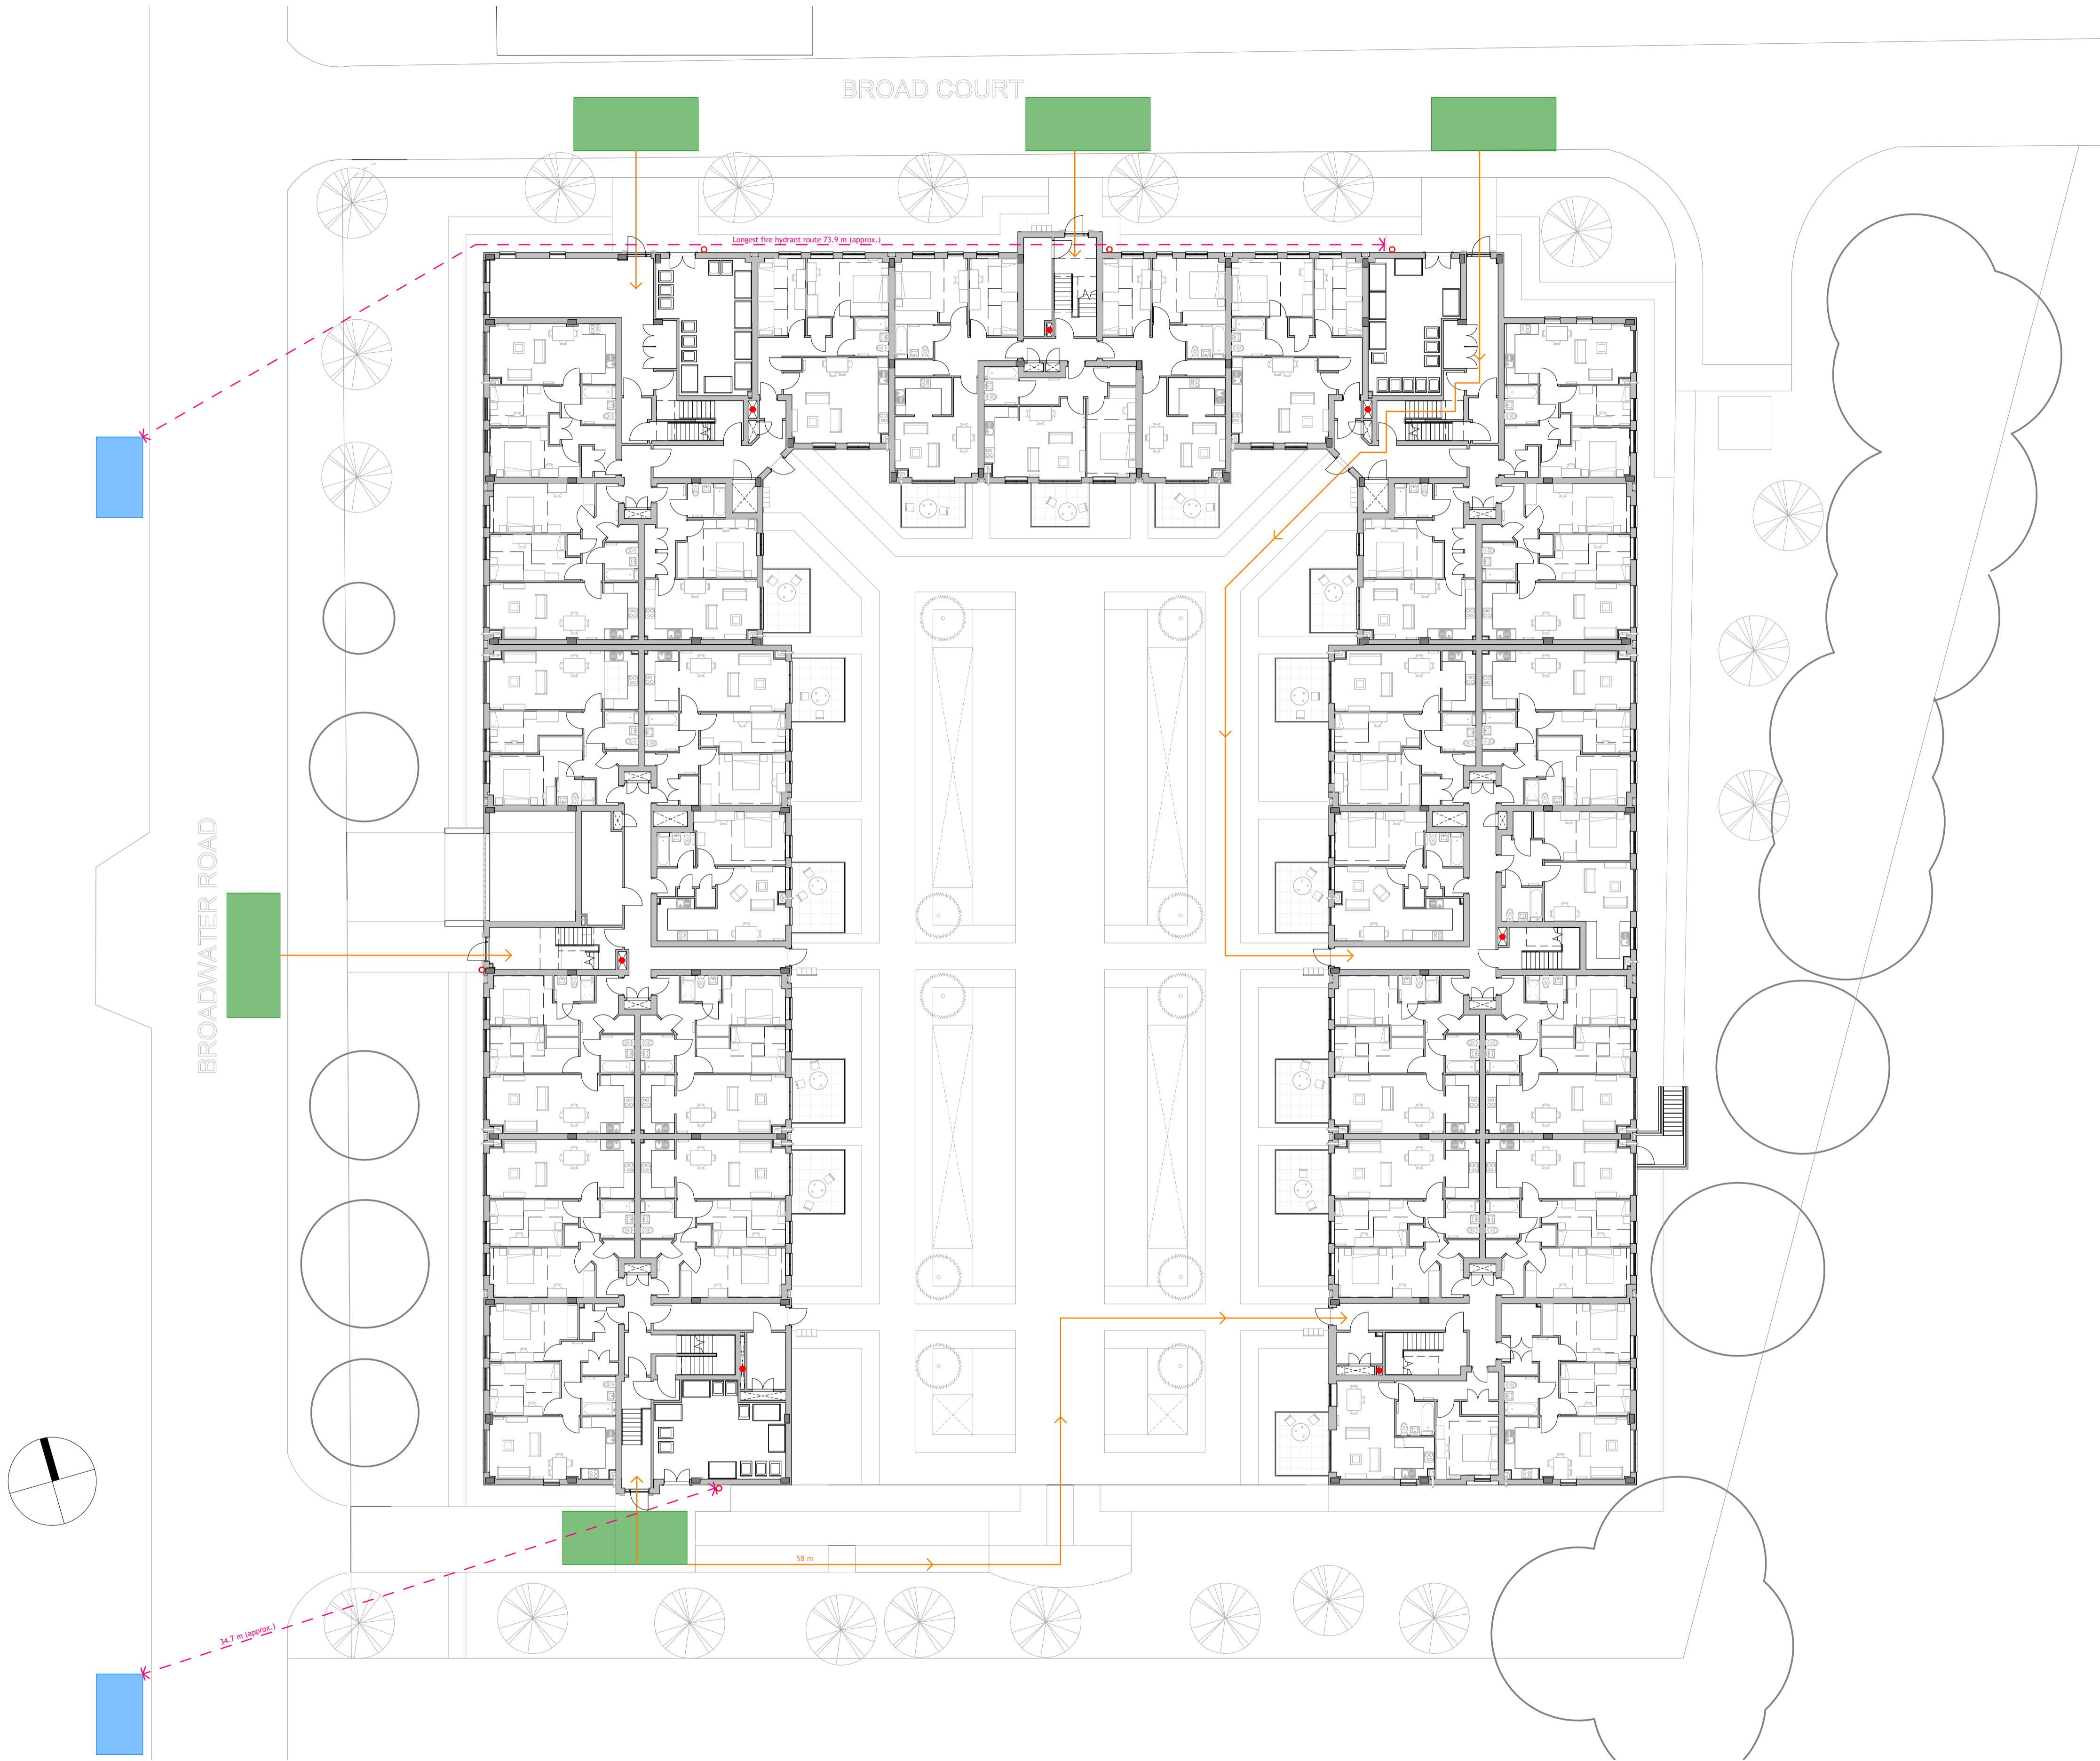 BROAD COURT
Longest fire hydrant route 73.9 m (approx.)
BROADWATER ROAD
58 m
34.7 m (approx.)